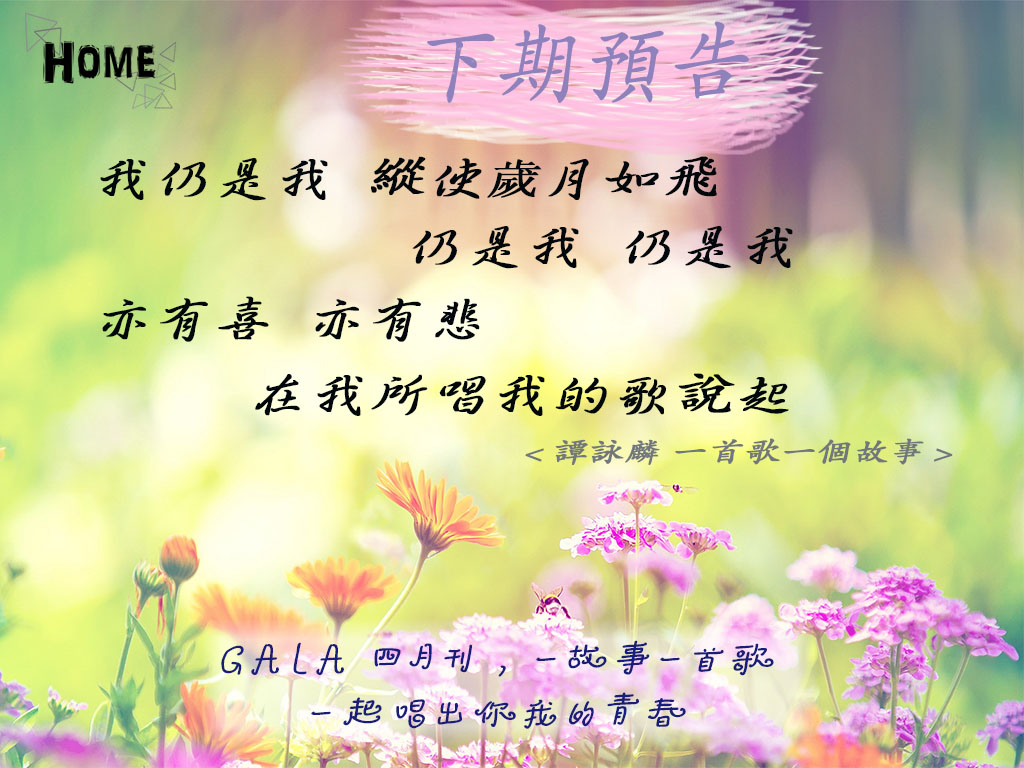 HOME
下期預告
我仍是我 縱使歲月如飛
仍是我 仍是我
亦有喜 亦有悲
在我所唱我的歌說起
<譚詠麟 一首歌一個故事>
GALA 四月刊，一故事一首歌
一起唱出你我的青春